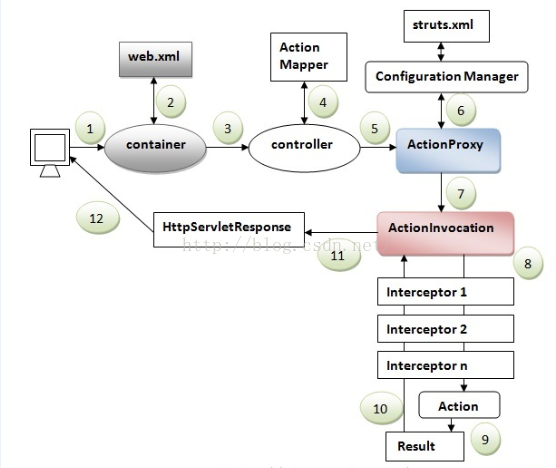 struts.xml
web.xml
Action
Mapper
Configuration Manager
1
2
3
4
5
6
container
controller
ActionProxy
7
12
HttpServletResponse
ActionInvocation
http://blog.csdn.net
11
8
Interceptor 1
Interceptor 2
Interceptor n
10
Action
9
Result